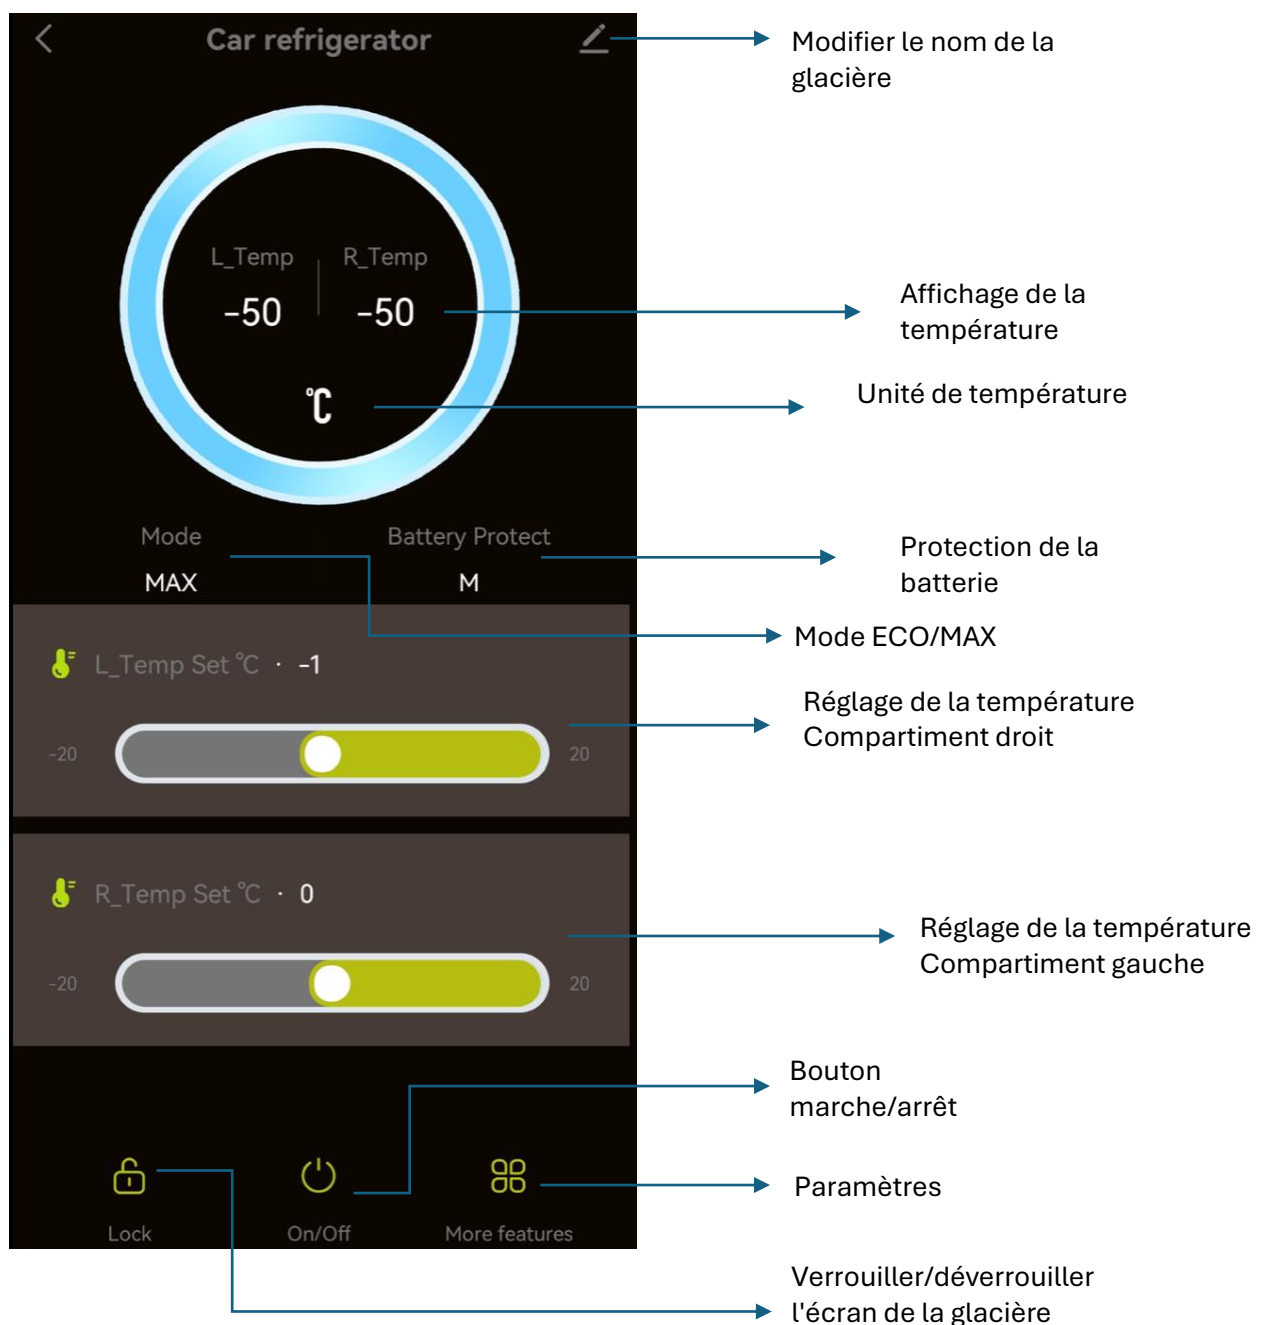 Car refrigerator
Modifier le nom de la
glacière
L_Temp R_Temp
-50 -50
Affichage de la
température
°C
Unité de température
Mode Battery Protect
MAX M
Protection de la
batterie
Mode ECO/MAX
L_Temp Set °C · -1
-20 20
Réglage de la température
Compartiment droit
R_Temp Set °C · 0
-20 20
Réglage de la température
Compartiment gauche
Bouton
marche/arrêt
Paramètres
Lock On/Off More features
Verrouiller/déverrouiller
l'écran de la glacière